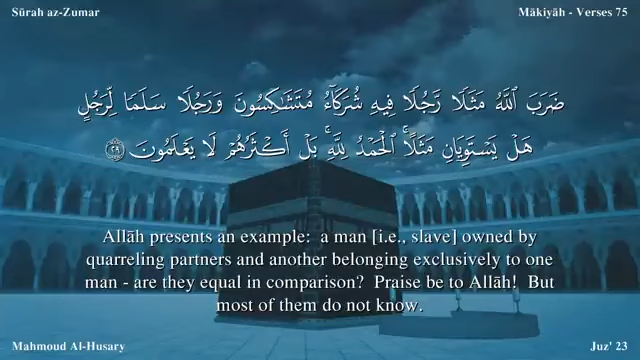 Sūrah az-Zumar
Mākiyāh - Verses 75
ضَرَبَ ٱللَّهُ مَثَلًا رَّجُلًا فِيهِ شُرَكَآءُ مُتَشَٰكِسُونَ وَرَجُلًا سَلَمًا لِّرَجُلٍ
هَلْ يَسْتَوِيَانِ مَثَلًا ۚ ٱلْحَمْدُ لِلَّهِ ۚ بَلْ أَكْثَرُهُمْ لَا يَعْلَمُونَ ﴿٢٩﴾
Allāh presents an example:  a man [i.e., slave] owned by
quarreling partners and another belonging exclusively to one
man - are they equal in comparison?  Praise be to Allāh!  But
most of them do not know.
Mahmoud Al-Husary
Juz' 23